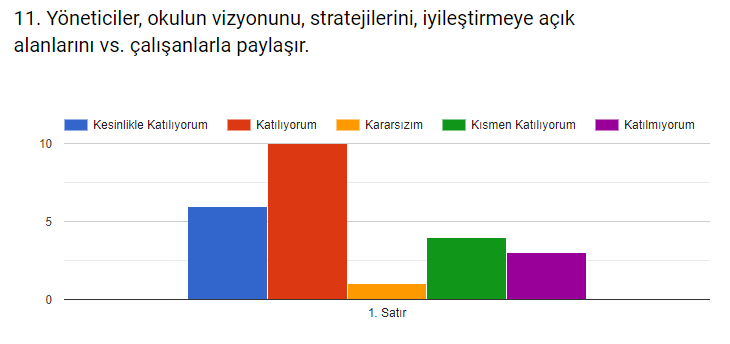 11. Yöneticiler, okulun vizyonunu, stratejilerini, iyileştirmeye açık
alanlarını vs. çalışanlarla paylaşır.
Kesinlikle Katılıyorum Katılıyorum Kararsızım Kısmen Katılıyorum Katılmıyorum
10
5
0
1. Satır